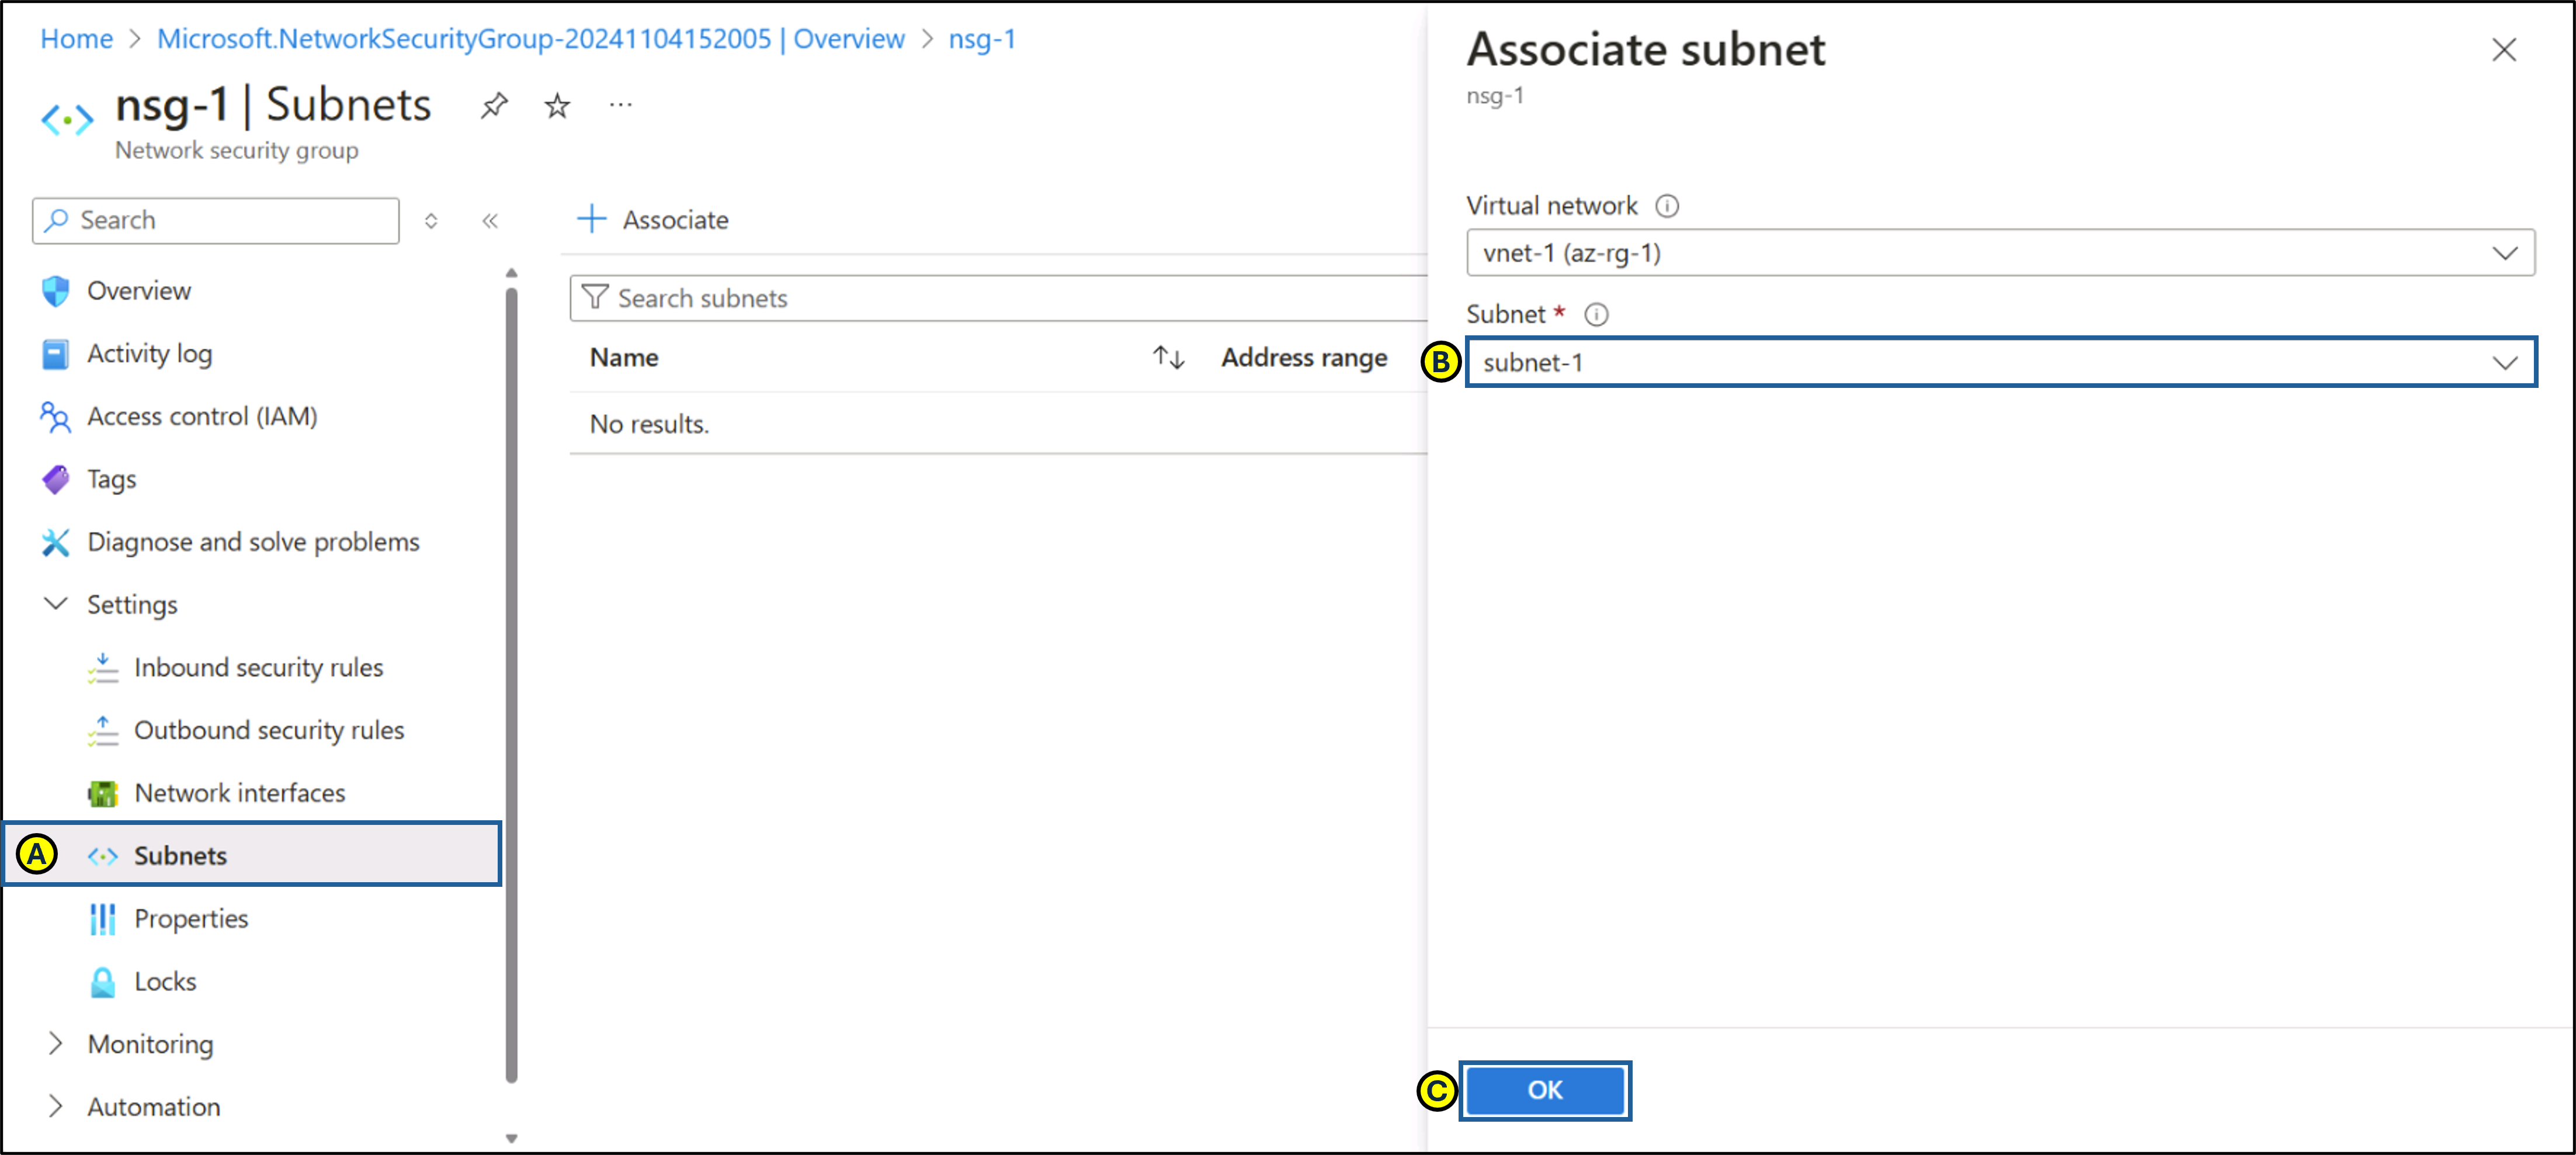 Home > Microsoft.NetworkSecurityGroup-20241104152005 | Overview > nsg-1
nsg-1 | Subnets
Network security group
Search
Overview
Activity log
Access control (IAM)
Tags
Diagnose and solve problems
Settings
Inbound security rules
Outbound security rules
Network interfaces
A Subnets
Properties
Locks
Monitoring
Automation
+ Associate
Search subnets
Name Address range
No results.
Associate subnet
nsg-1
Virtual network
vnet-1 (az-rg-1)
Subnet *
B subnet-1
C OK